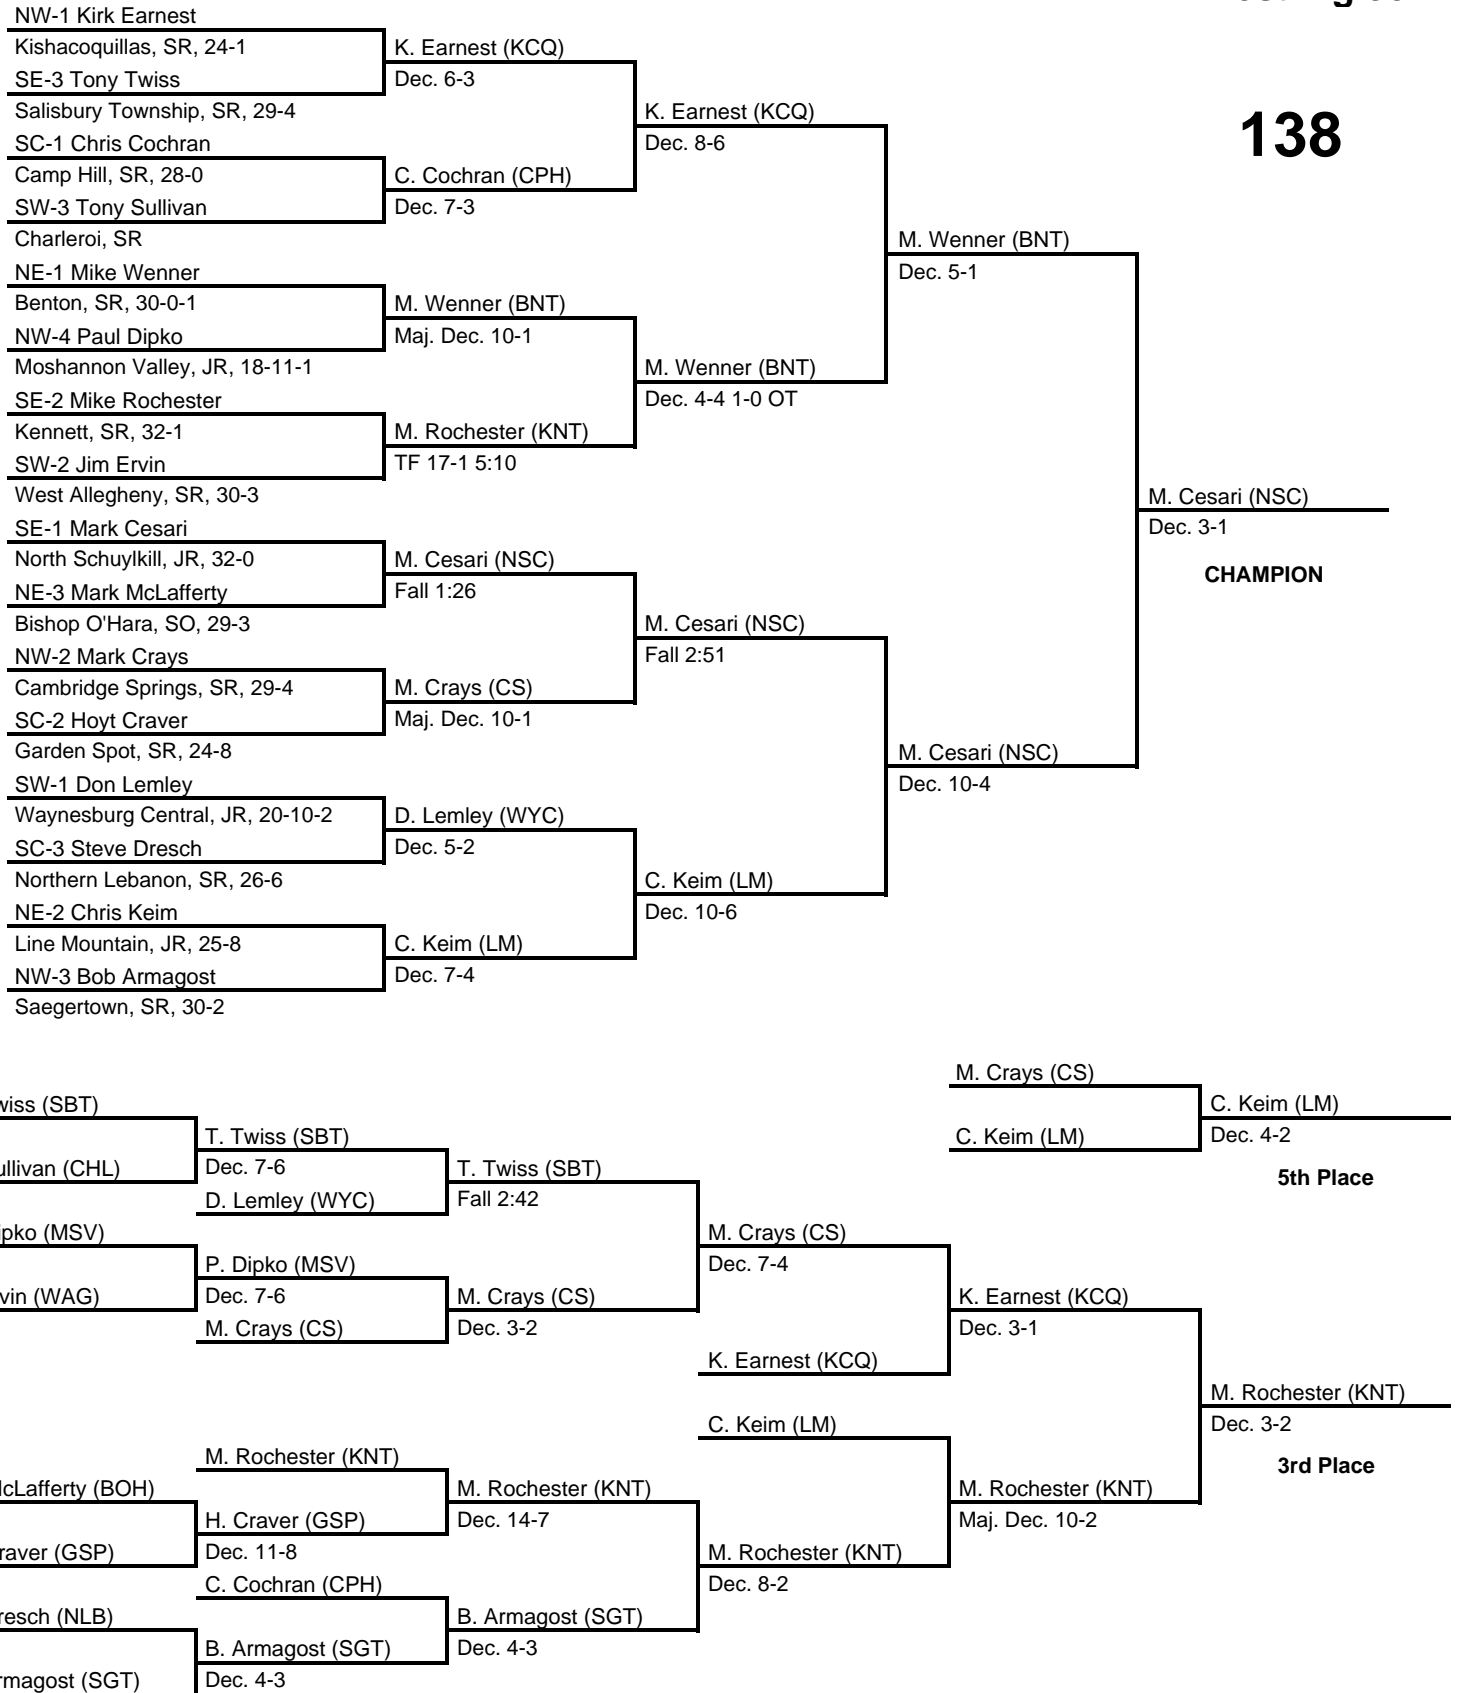 NW-1 Kirk Earnest
Kishacoquillas, SR, 24-1
K. Earnest (KCQ)
SE-3 Tony Twiss
Dec. 6-3
Salisbury Township, SR, 29-4
K. Earnest (KCQ)
138
SC-1 Chris Cochran
Dec. 8-6
Camp Hill, SR, 28-0
C. Cochran (CPH)
SW-3 Tony Sullivan
Dec. 7-3
Charleroi, SR
M. Wenner (BNT)
NE-1 Mike Wenner
Dec. 5-1
Benton, SR, 30-0-1
M. Wenner (BNT)
NW-4 Paul Dipko
Maj. Dec. 10-1
Moshannon Valley, JR, 18-11-1
M. Wenner (BNT)
SE-2 Mike Rochester
Dec. 4-4 1-0 OT
Kennett, SR, 32-1
M. Rochester (KNT)
SW-2 Jim Ervin
TF 17-1 5:10
West Allegheny, SR, 30-3
M. Cesari (NSC)
SE-1 Mark Cesari
Dec. 3-1
North Schuylkill, JR, 32-0
M. Cesari (NSC)
CHAMPION
NE-3 Mark McLafferty
Fall 1:26
Bishop O'Hara, SO, 29-3
M. Cesari (NSC)
NW-2 Mark Crays
Fall 2:51
Cambridge Springs, SR, 29-4
M. Crays (CS)
SC-2 Hoyt Craver
Maj. Dec. 10-1
Garden Spot, SR, 24-8
M. Cesari (NSC)
SW-1 Don Lemley
Dec. 10-4
Waynesburg Central, JR, 20-10-2
D. Lemley (WYC)
SC-3 Steve Dresch
Dec. 5-2
Northern Lebanon, SR, 26-6
C. Keim (LM)
NE-2 Chris Keim
Dec. 10-6
Line Mountain, JR, 25-8
C. Keim (LM)
NW-3 Bob Armagost
Dec. 7-4
Saegertown, SR, 30-2
M. Crays (CS)
wiss (SBT)
C. Keim (LM)
T. Twiss (SBT)
C. Keim (LM)
Dec. 4-2
ullivan (CHL)
Dec. 7-6
T. Twiss (SBT)
5th Place
D. Lemley (WYC)
Fall 2:42
ipko (MSV)
M. Crays (CS)
P. Dipko (MSV)
Dec. 7-4
vin (WAG)
Dec. 7-6
M. Crays (CS)
K. Earnest (KCQ)
M. Crays (CS)
Dec. 3-2
Dec. 3-1
K. Earnest (KCQ)
M. Rochester (KNT)
C. Keim (LM)
Dec. 3-2
M. Rochester (KNT)
3rd Place
cLafferty (BOH)
M. Rochester (KNT)
M. Rochester (KNT)
H. Craver (GSP)
Dec. 14-7
Maj. Dec. 10-2
raver (GSP)
Dec. 11-8
M. Rochester (KNT)
C. Cochran (CPH)
Dec. 8-2
resch (NLB)
B. Armagost (SGT)
B. Armagost (SGT)
Dec. 4-3
rmagost (SGT)
Dec. 4-3